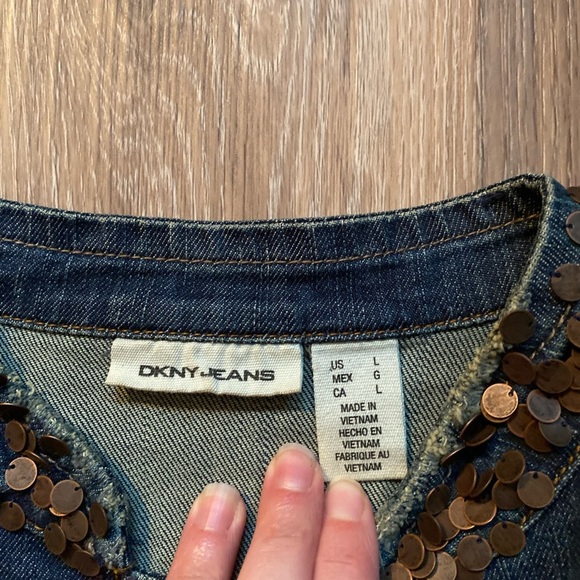 DKNY JEANS
US L
MEX G
CA L
MADE IN
VIETNAM
HECHO EN
VIETNAM
FABRIQUE AU
VIETNAM